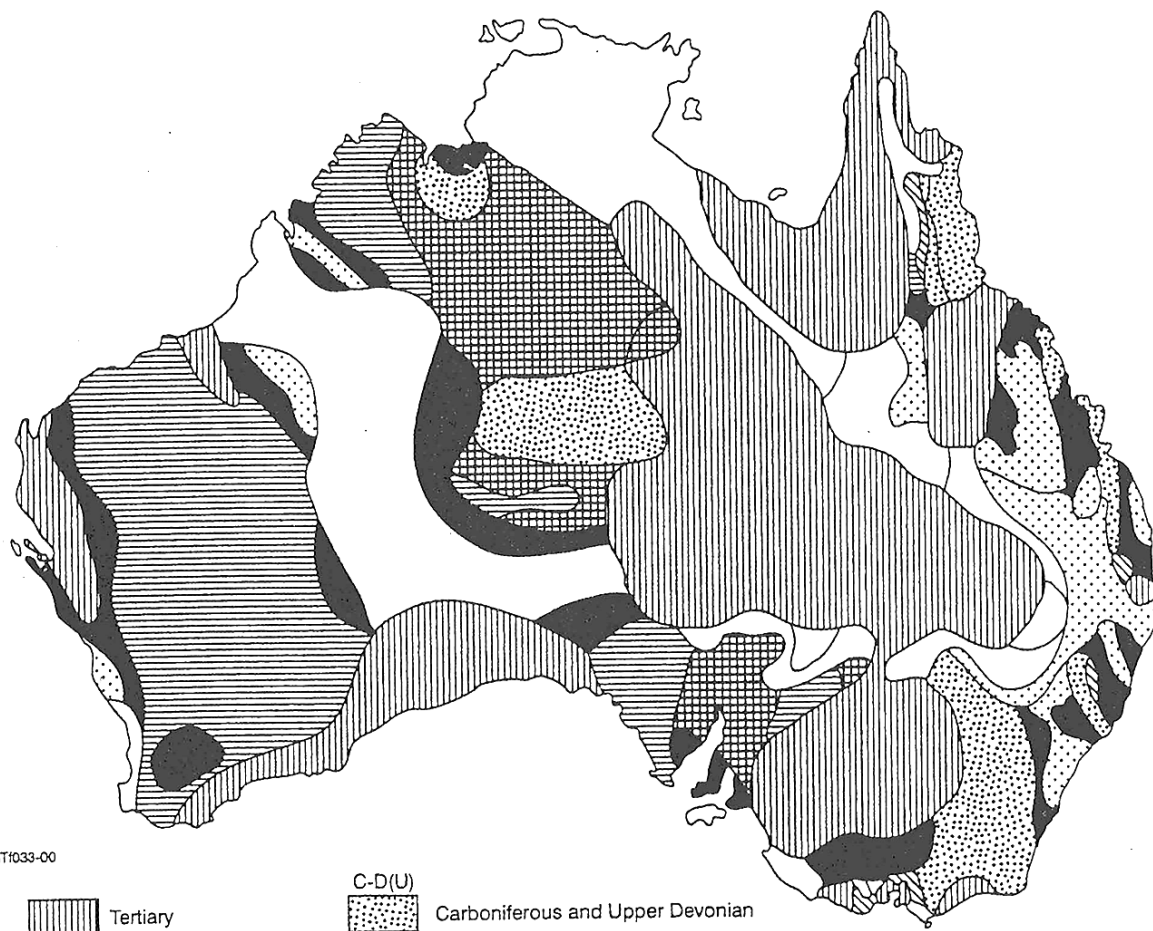 Tf033-00
C-D(U)
Tertiary
Carboniferous and Upper Devonian